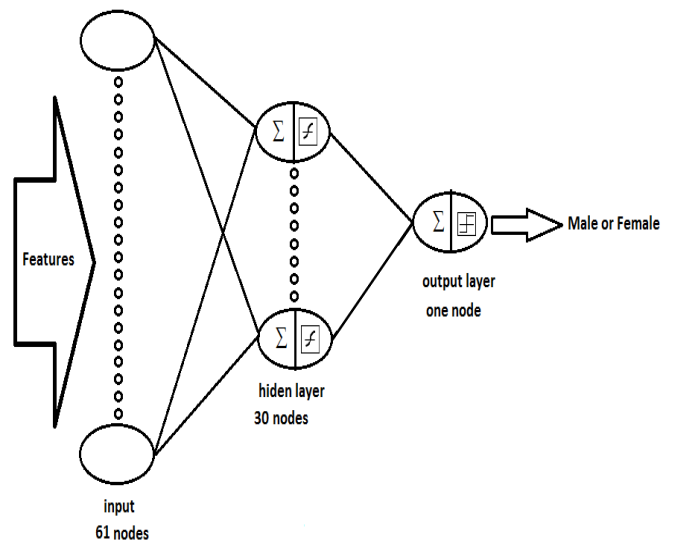 Features
input
61 nodes
Σ f
Σ f
hiden layer
30 nodes
Σ
output layer
one node
Male or Female